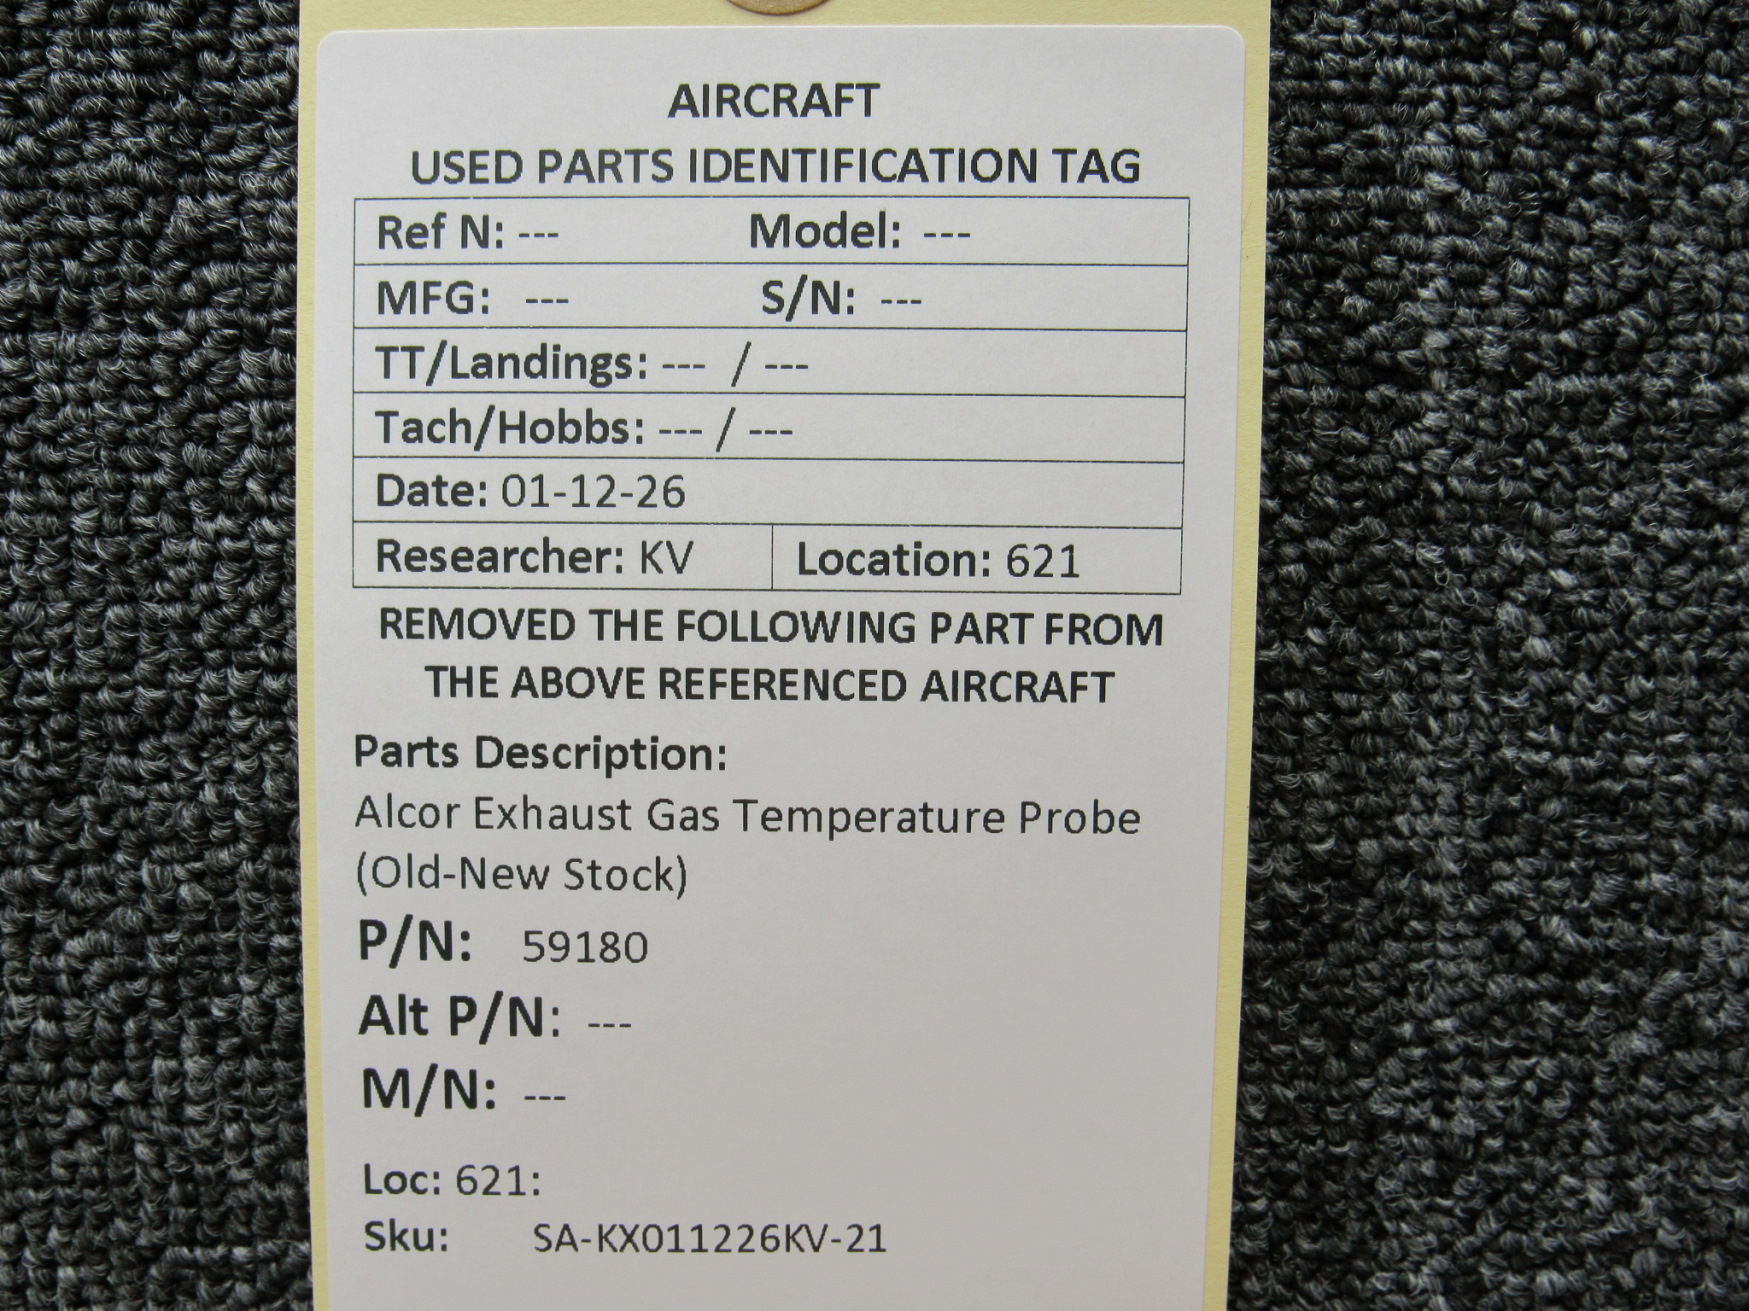 AIRCRAFT
USED PARTS IDENTIFICATION TAG
Ref N: --- Model: ---
MFG: --- S/N: ---
TT/Landings: --- / ---
Tach/Hobbs: --- / ---
Date: 01-12-26
Researcher: KV Location: 621
REMOVED THE FOLLOWING PART FROM
THE ABOVE REFERENCED AIRCRAFT
Parts Description:
Alcor Exhaust Gas Temperature Probe
(Old-New Stock)
P/N: 59180
Alt P/N: ---
M/N: ---
Loc: 621:
Sku: SA-KX011226KV-21